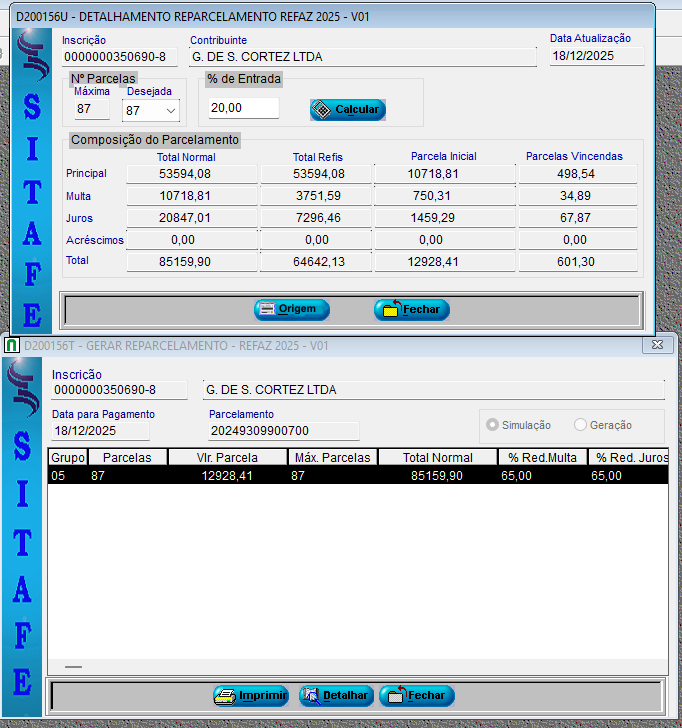 D200156U - DETALHAMENTO REPARCELAMENTO REFAZ 2025 - V01
SITAFE
Inscrição Contribuinte Data Atualização
0000000350690-8 G. DE S. CORTEZ LTDA 18/12/2025
Nº Parcelas % de Entrada
Máxima Desejada
87 87 20,00 Calcular
Composição do Parcelamento
Total Normal Total Refis Parcela Inicial Parcelas Vincendas
Principal 53594,08 53594,08 10718,81 498,54
Multa 10718,81 3751,59 750,31 34,89
Juros 20847,01 7296,46 1459,29 67,87
Acréscimos 0,00 0,00 0,00 0,00
Total 85159,90 64642,13 12928,41 601,30
Origem Fechar
D200156T - GERAR REPARCELAMENTO - REFAZ 2025 - V01
SITAFE
Inscrição
0000000350690-8 G. DE S. CORTEZ LTDA
Data para Pagamento Parcelamento
18/12/2025 20249309900700 Simulação Geração
Grupo Parcelas Vlr. Parcela Máx. Parcelas Total Normal % Red.Multa % Red. Juros
05 87 12928,41 87 85159,90 65,00 65,00
Imprimir Detalhar Fechar